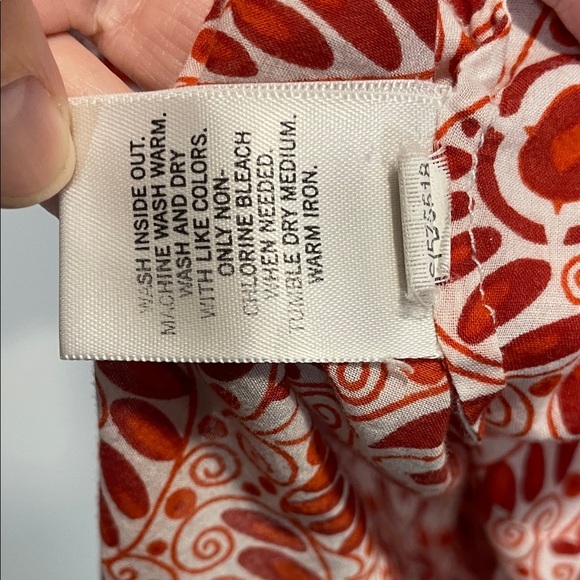 WASH INSIDE OUT.
MACHINE WASH WARM.
WASH AND DRY
WITH LIKE COLORS.
ONLY NON-
CHLORINE BLEACH
WHEN NEEDED.
TUMBLE DRY MEDIUM.
WARM IRON.